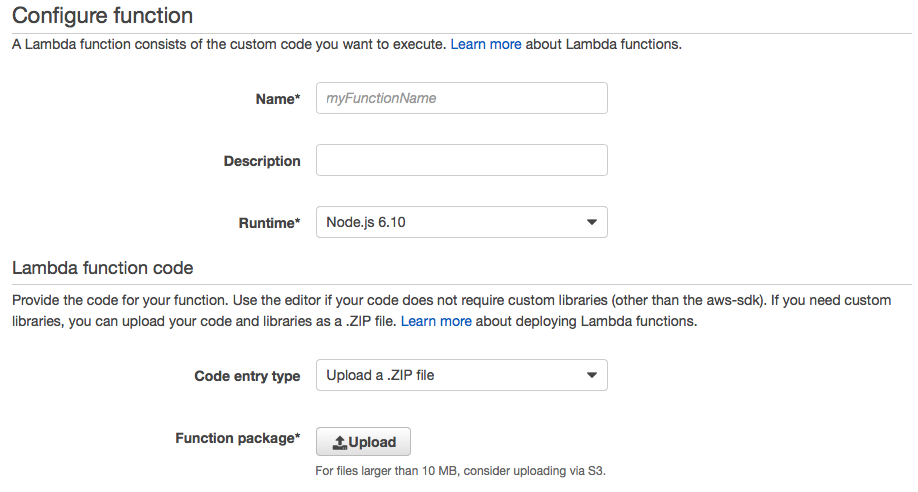 Configure function
A Lambda function consists of the custom code you want to execute. Learn more about Lambda functions.
Name*
myFunctionName
Description
Runtime*
Node.js 6.10
Lambda function code
Provide the code for your function. Use the editor if your code does not require custom libraries (other than the aws-sdk). If you need custom
libraries, you can upload your code and libraries as a .ZIP file. Learn more about deploying Lambda functions.
Code entry type
Upload a .ZIP file
Function package*
Upload
For files larger than 10 MB, consider uploading via S3.